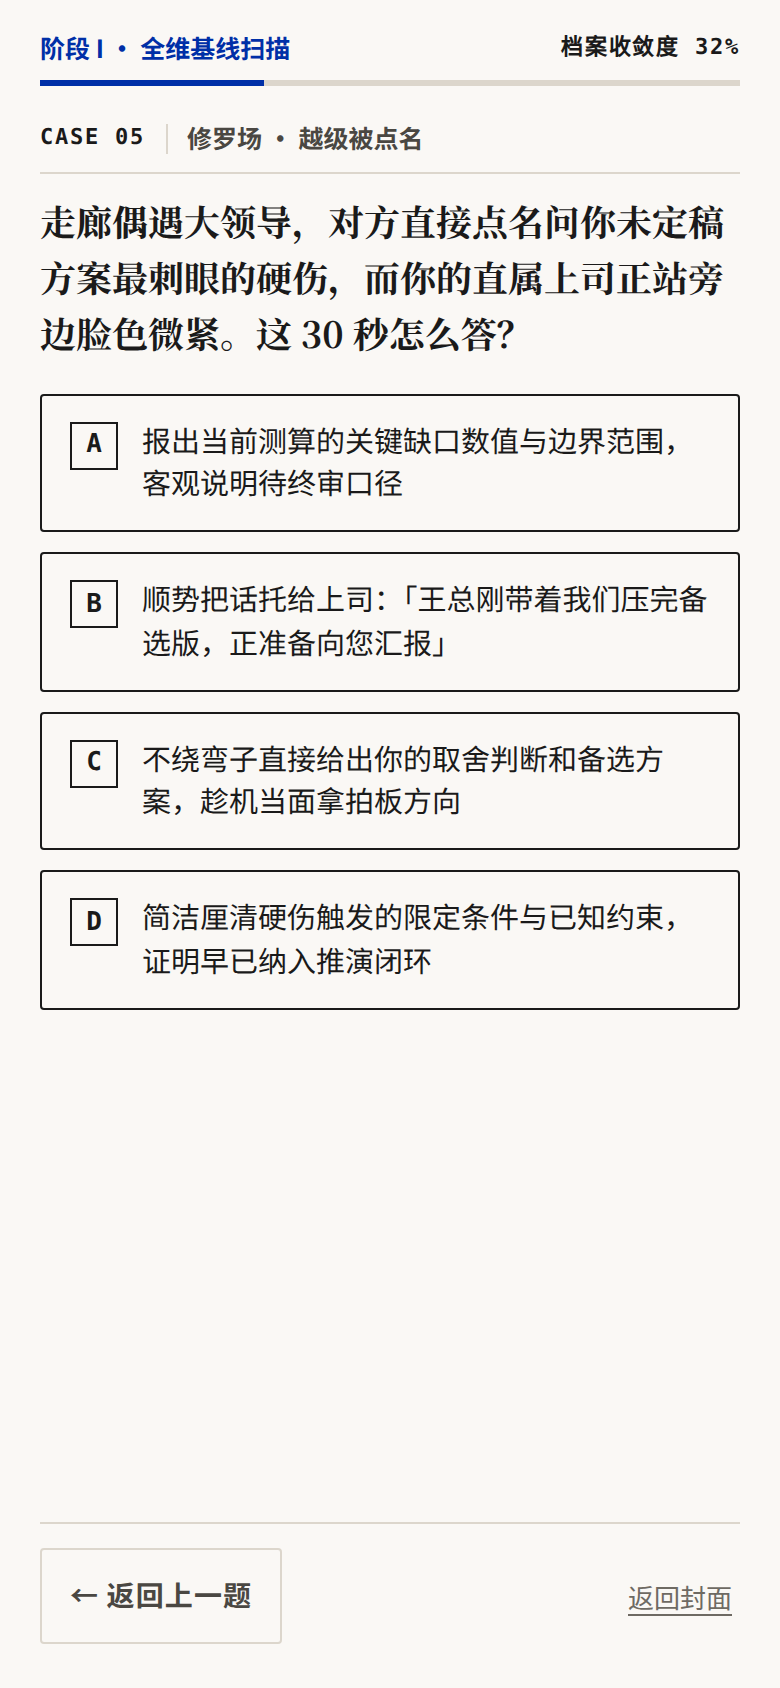 阶段 I · 全维基线扫描
档案收敛度 32%
CASE 05
修罗场 · 越级被点名
走廊偶遇大领导，对方直接点名问你未定稿
方案最刺眼的硬伤，而你的直属上司正站旁
边脸色微紧。这 30 秒怎么答？
A
报出当前测算的关键缺口数值与边界范围，
客观说明待终审口径
B
顺势把话托给上司：「王总刚带着我们压完备
选版，正准备向您汇报」
C
不绕弯子直接给出你的取舍判断和备选方
案，趁机当面拿拍板方向
D
简洁厘清硬伤触发的限定条件与已知约束，
证明早已纳入推演闭环
← 返回上一题
返回封面